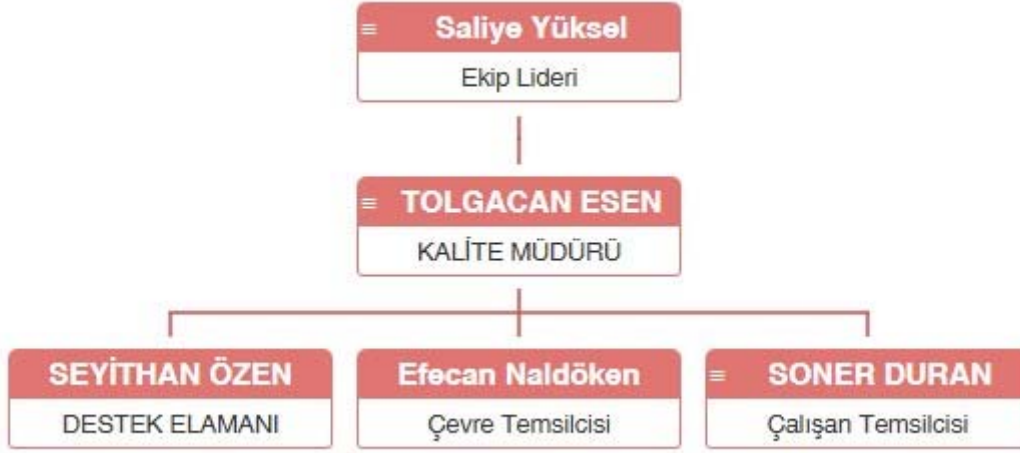 Saliye Yüksel
Ekip Lideri
TOLGACAN ESEN
KALİTE MÜDÜRÜ
SEYİTHAN ÖZEN
DESTEK ELAMANI
Efecan Naldöken
Çevre Temsilcisi
SONER DURAN
Çalışan Temsilcisi